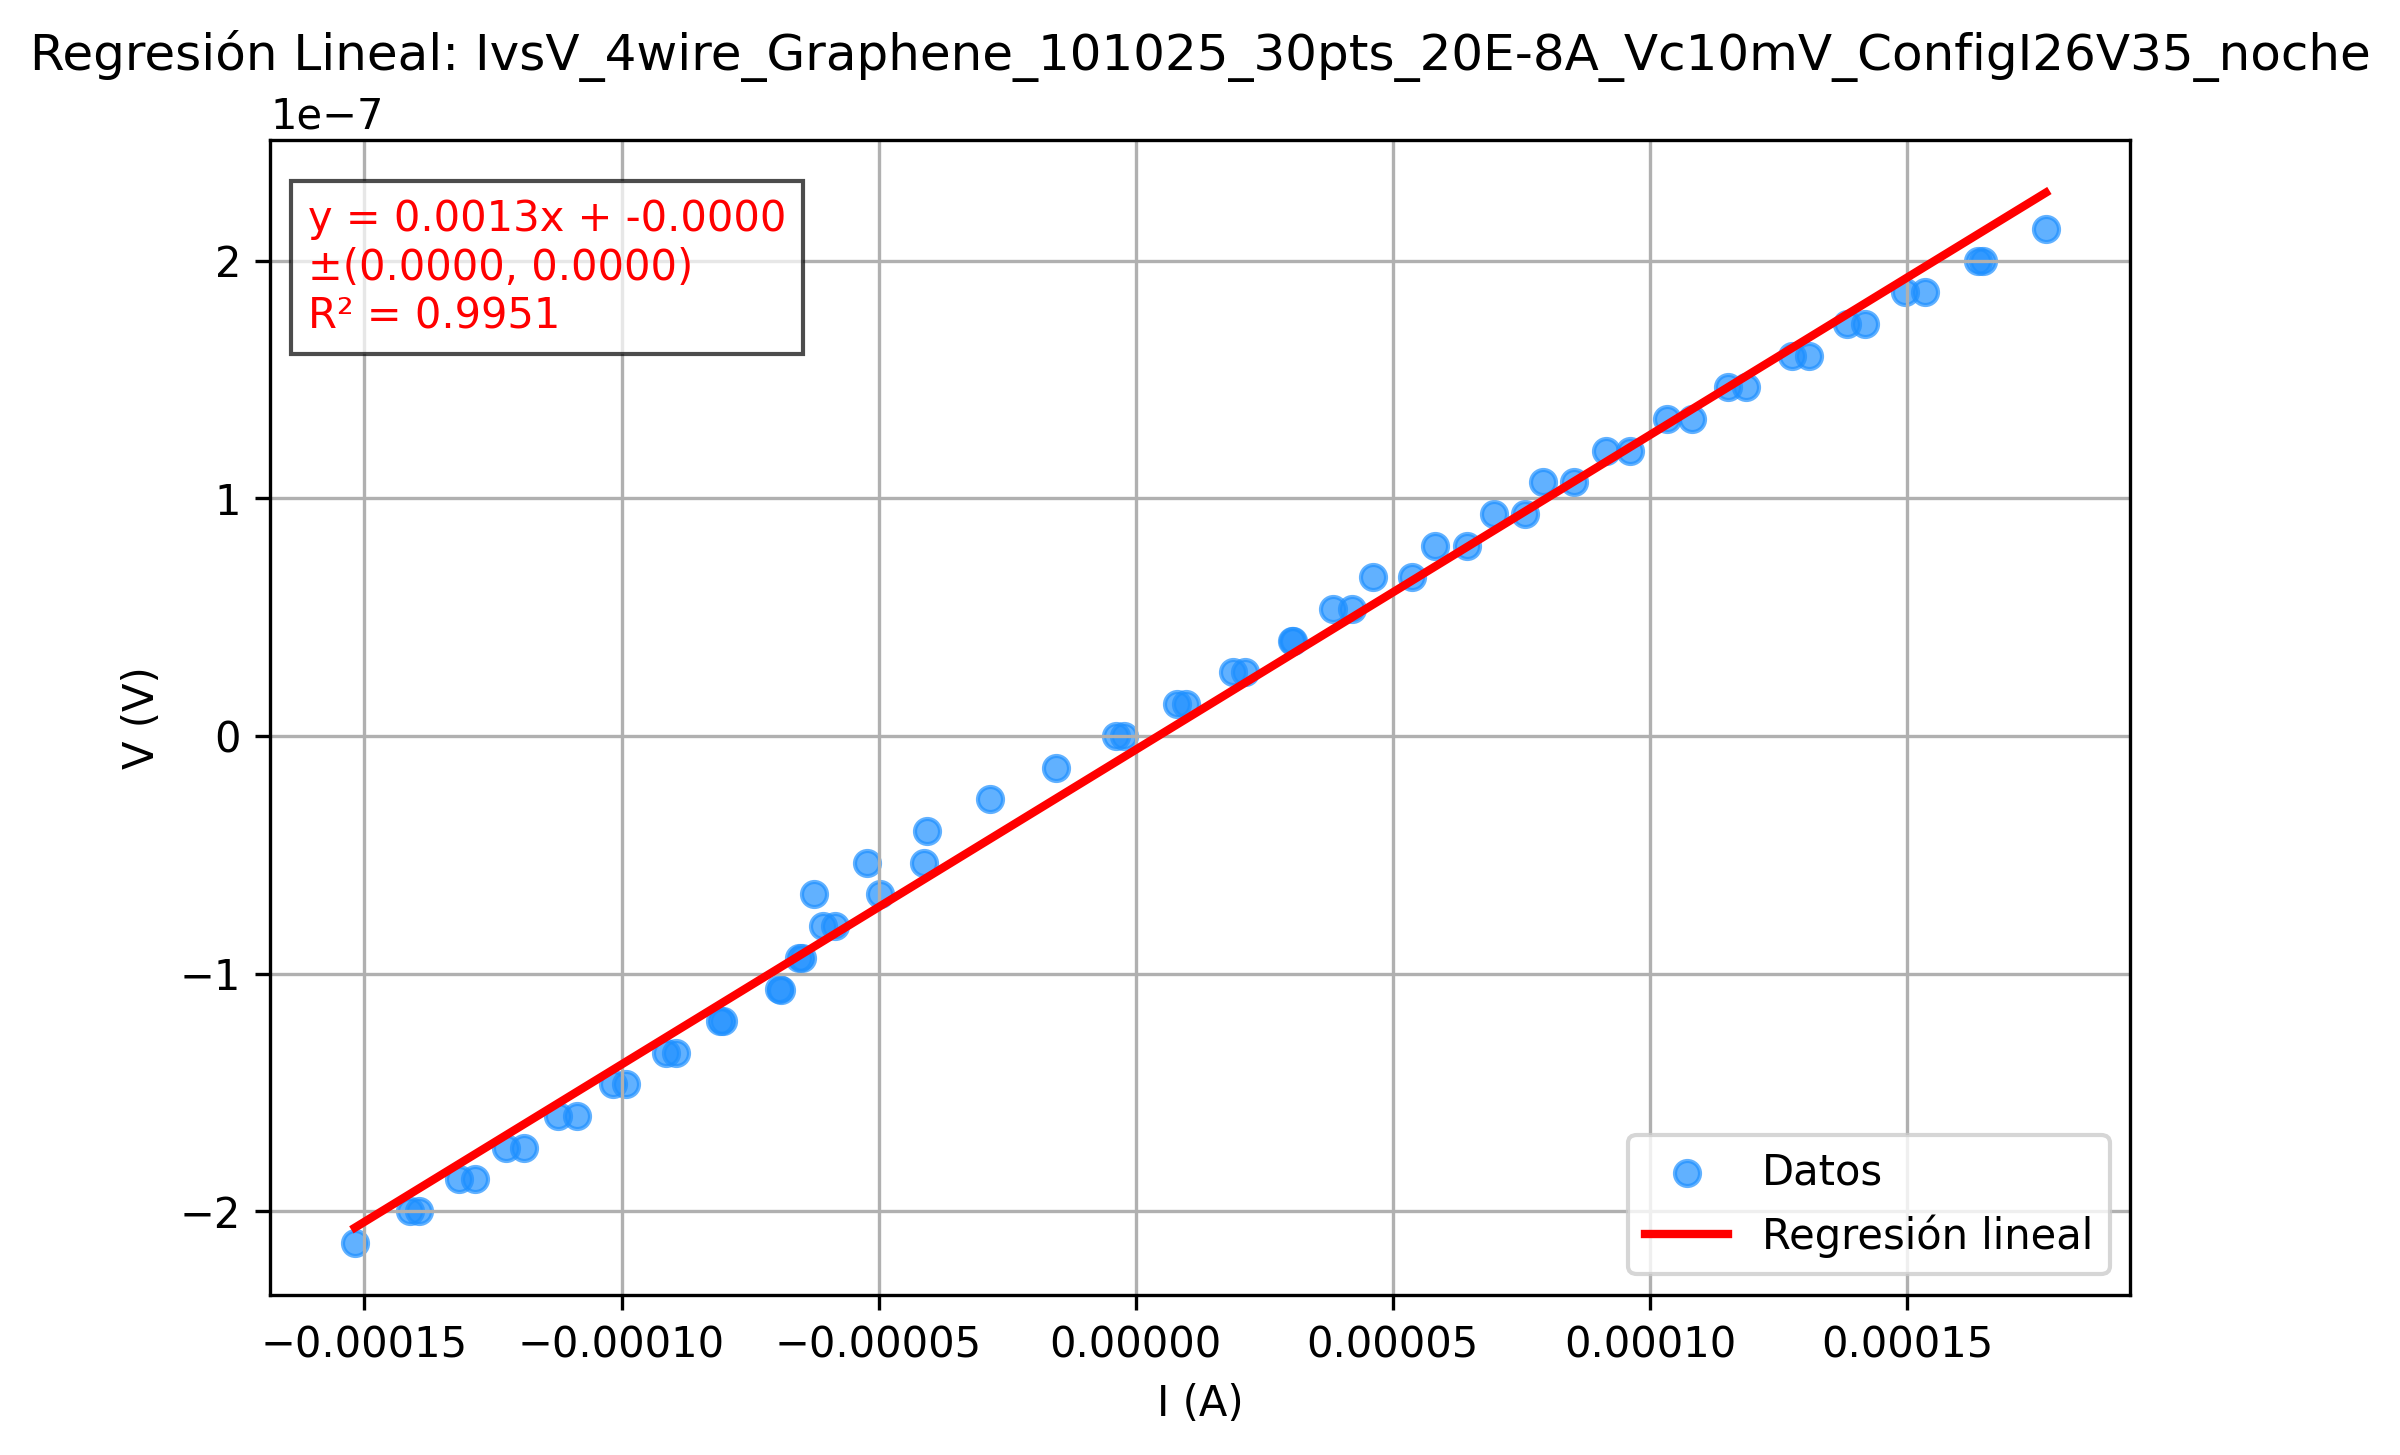 Regresión Lineal: IvsV_4wire_Graphene_101025_30pts_20E-8A_Vc10mV_ConfigI26V35_noche
1e−7
y = 0.0013x + -0.0000
±(0.0000, 0.0000)
R² = 0.9951
2
1
0
−1
−2
V (V)
Datos
Regresión lineal
−0.00015 −0.00010 −0.00005 0.00000 0.00005 0.00010 0.00015
I (A)